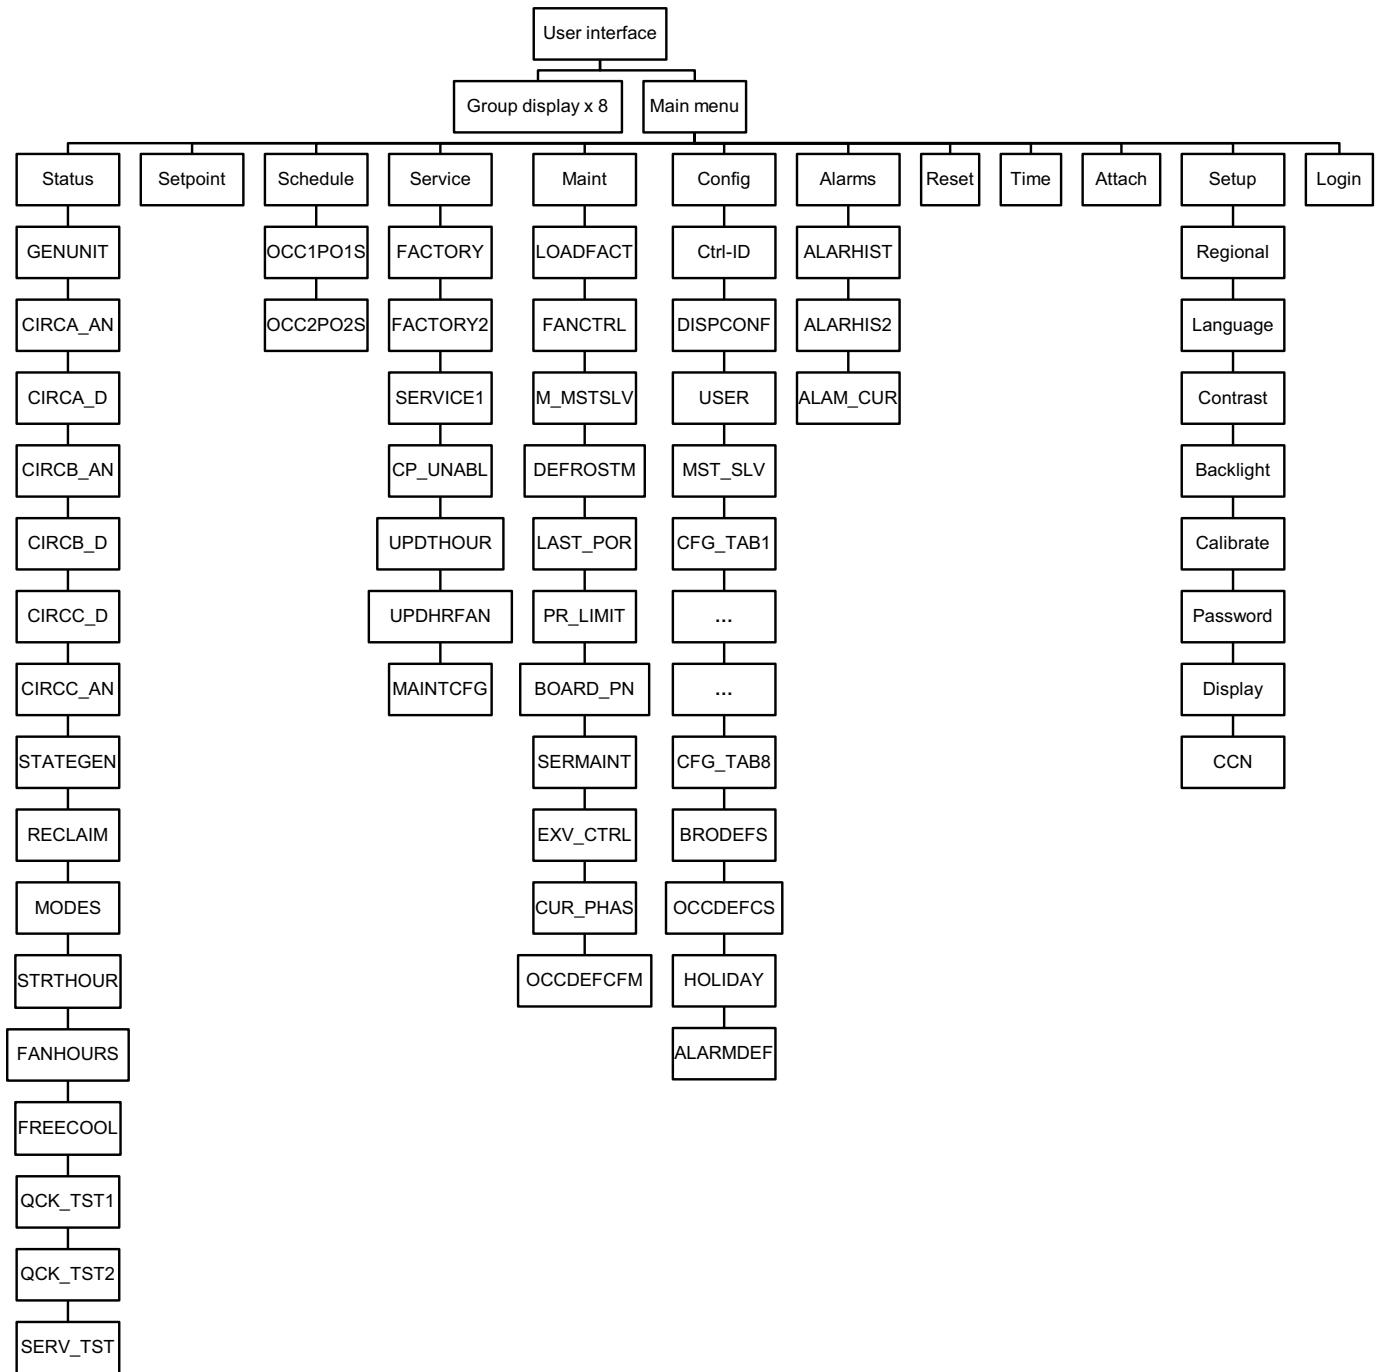 User interface
Group display x 8
Main menu
Status
Setpoint
Schedule
Service
Maint
Config
Alarms
Reset
Time
Attach
Setup
Login
GENUNIT
OCC1PO1S
FACTORY
LOADFACT
Ctrl-ID
ALARHIST
Regional
CIRCA_AN
OCC2PO2S
FACTORY2
FANCTRL
DISPCONF
ALARHIS2
Language
CIRCA_D
SERVICE1
M_MSTSLV
USER
ALAM_CUR
Contrast
CIRCB_AN
CP_UNABL
DEFROSTM
MST_SLV
Backlight
CIRCB_D
UPDTHOUR
LAST_POR
CFG_TAB1
Calibrate
CIRCC_D
UPDHRFAN
PR_LIMIT
...
Password
CIRCC_AN
MAINTCFG
BOARD_PN
...
Display
STATEGEN
SERMAINT
CFG_TAB8
CCN
RECLAIM
EXV_CTRL
BRODEFS
MODES
CUR_PHAS
OCCDEFCS
STRTHOUR
OCCDEFCFM
HOLIDAY
FANHOURS
ALARMDEF
FREECOOL
QCK_TST1
QCK_TST2
SERV_TST